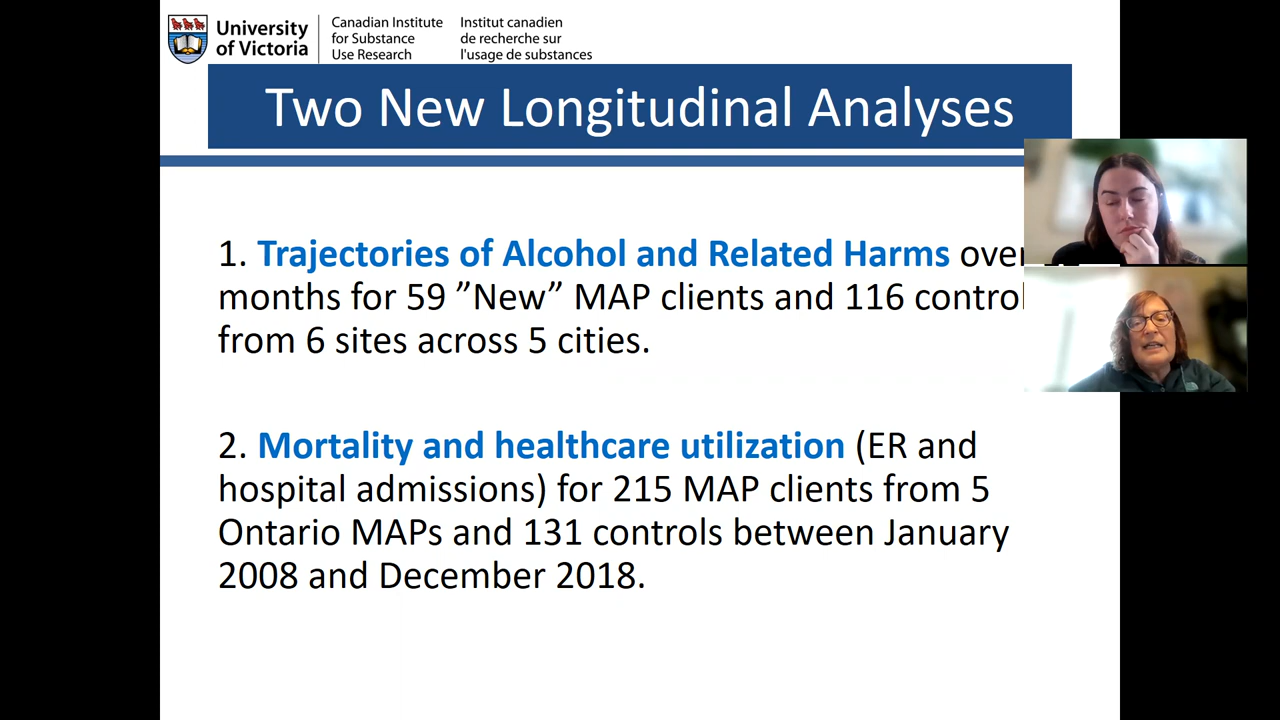 University
of Victoria
Canadian Institute
for Substance
Use Research
Institut canadien
de recherche sur
l'usage de substances
Two New Longitudinal Analyses
1. Trajectories of Alcohol and Related Harms over
months for 59 ”New” MAP clients and 116 control
from 6 sites across 5 cities.
2. Mortality and healthcare utilization (ER and
hospital admissions) for 215 MAP clients from 5
Ontario MAPs and 131 controls between January
2008 and December 2018.